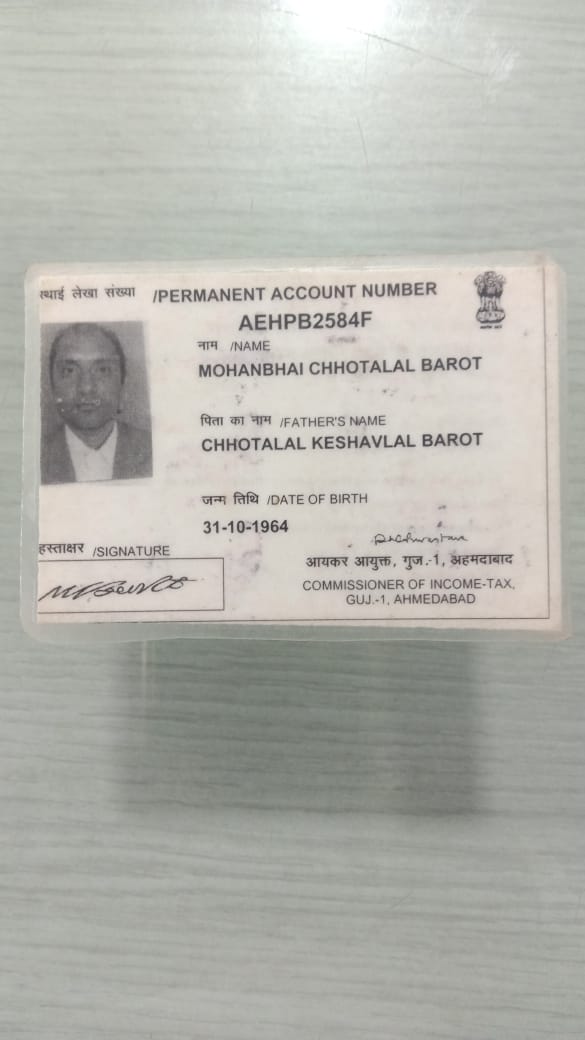 स्थाई लेखा संख्या /PERMANENT ACCOUNT NUMBER
AEHPB2584F
नाम /NAME
MOHANBHAI CHHOTALAL BAROT
पिता का नाम /FATHER'S NAME
CHHOTALAL KESHAVLAL BAROT
जन्म तिथि /DATE OF BIRTH
31-10-1964
हस्ताक्षर /SIGNATURE
आयकर आयुक्त, गुज.-1, अहमदाबाद
COMMISSIONER OF INCOME-TAX,
GUJ.-1, AHMEDABAD